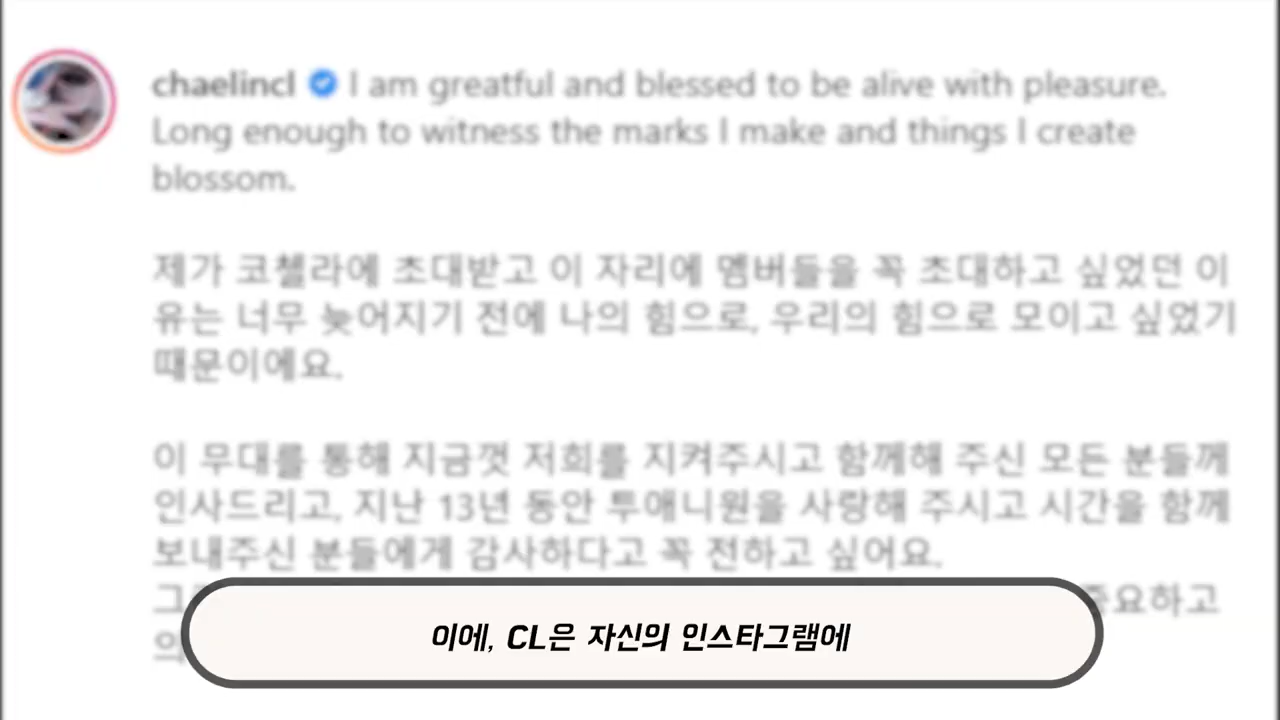 chaelincl I am greatful and blessed to be alive with pleasure.
Long enough to witness the marks I make and things I create
blossom.
제가 코첼라에 초대받고 이 자리에 멤버들을 꼭 초대하고 싶었던 이
유는 너무 늦어지기 전에 나의 힘으로, 우리의 힘으로 모이고 싶었기
때문이에요.
이 무대를 통해 지금껏 저희를 지켜주시고 함께해 주신 모든 분들께
인사드리고, 지난 13년 동안 투애니원을 사랑해 주시고 시간을 함께
보내주신 분들에게 감사하다고 꼭 전하고 싶어요.
중요하고
이에, CL은 자신의 인스타그램에